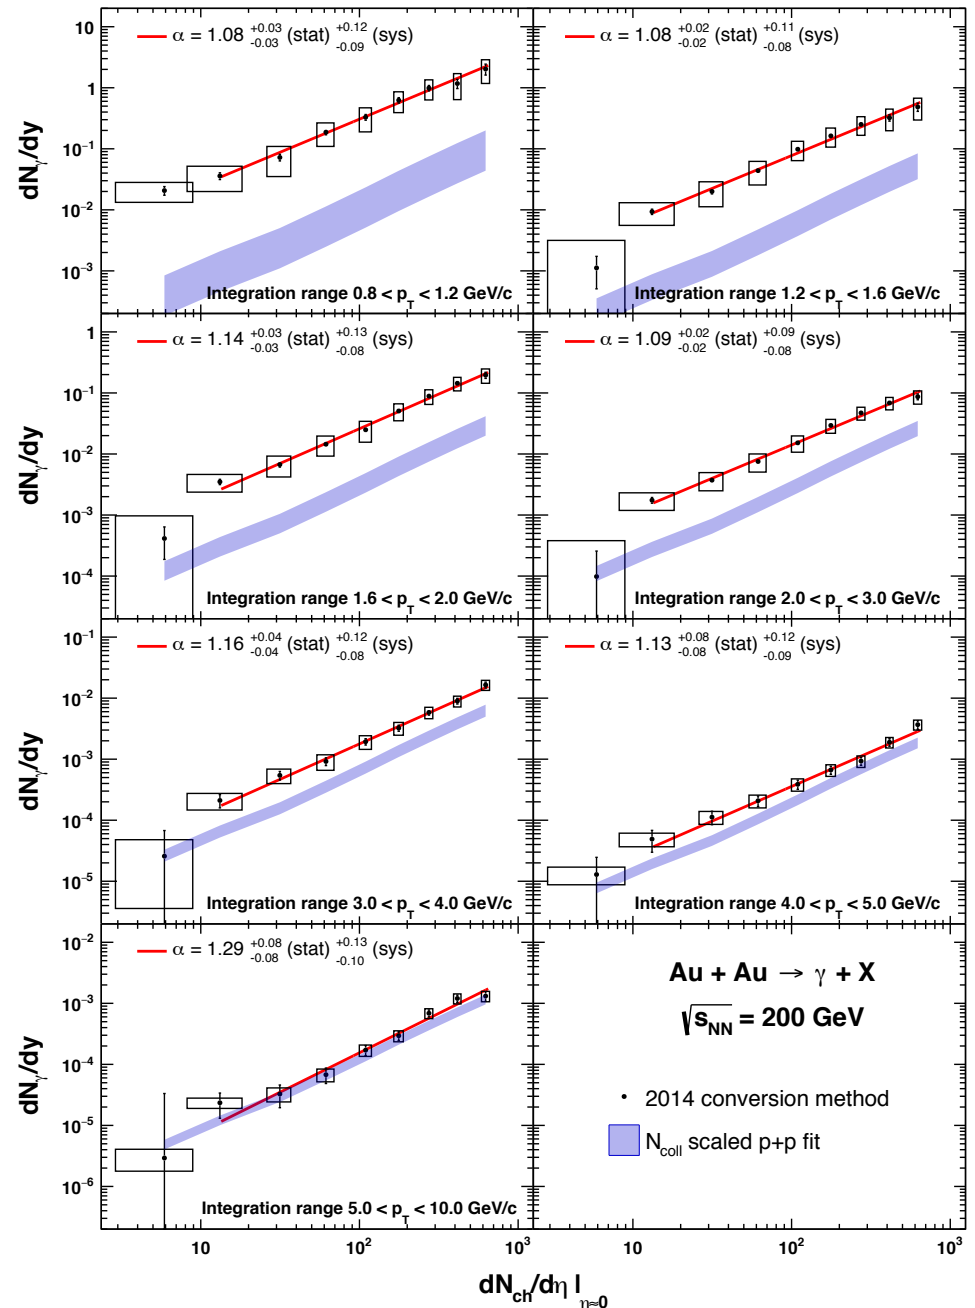 α = 1.08 +0.03 -0.03 (stat) +0.12 -0.09 (sys)
α = 1.08 +0.02 -0.02 (stat) +0.11 -0.08 (sys)
10
1
10⁻¹
10⁻²
10⁻³
dNγ/dy
Integration range 0.8 < pT < 1.2 GeV/c
Integration range 1.2 < pT < 1.6 GeV/c
α = 1.14 +0.03 -0.03 (stat) +0.13 -0.08 (sys)
α = 1.09 +0.02 -0.02 (stat) +0.09 -0.08 (sys)
1
10⁻¹
10⁻²
10⁻³
10⁻⁴
dNγ/dy
Integration range 1.6 < pT < 2.0 GeV/c
Integration range 2.0 < pT < 3.0 GeV/c
α = 1.16 +0.04 -0.04 (stat) +0.12 -0.08 (sys)
α = 1.13 +0.08 -0.08 (stat) +0.12 -0.09 (sys)
10⁻¹
10⁻²
10⁻³
10⁻⁴
10⁻⁵
dNγ/dy
Integration range 3.0 < pT < 4.0 GeV/c
Integration range 4.0 < pT < 5.0 GeV/c
α = 1.29 +0.08 -0.08 (stat) +0.13 -0.10 (sys)
10⁻²
10⁻³
10⁻⁴
10⁻⁵
10⁻⁶
dNγ/dy
Integration range 5.0 < pT < 10.0 GeV/c
Au + Au → γ + X
√sNN = 200 GeV
2014 conversion method
Ncoll scaled p+p fit
10 10² 10³
10 10² 10³
dNch/dη |η≈0